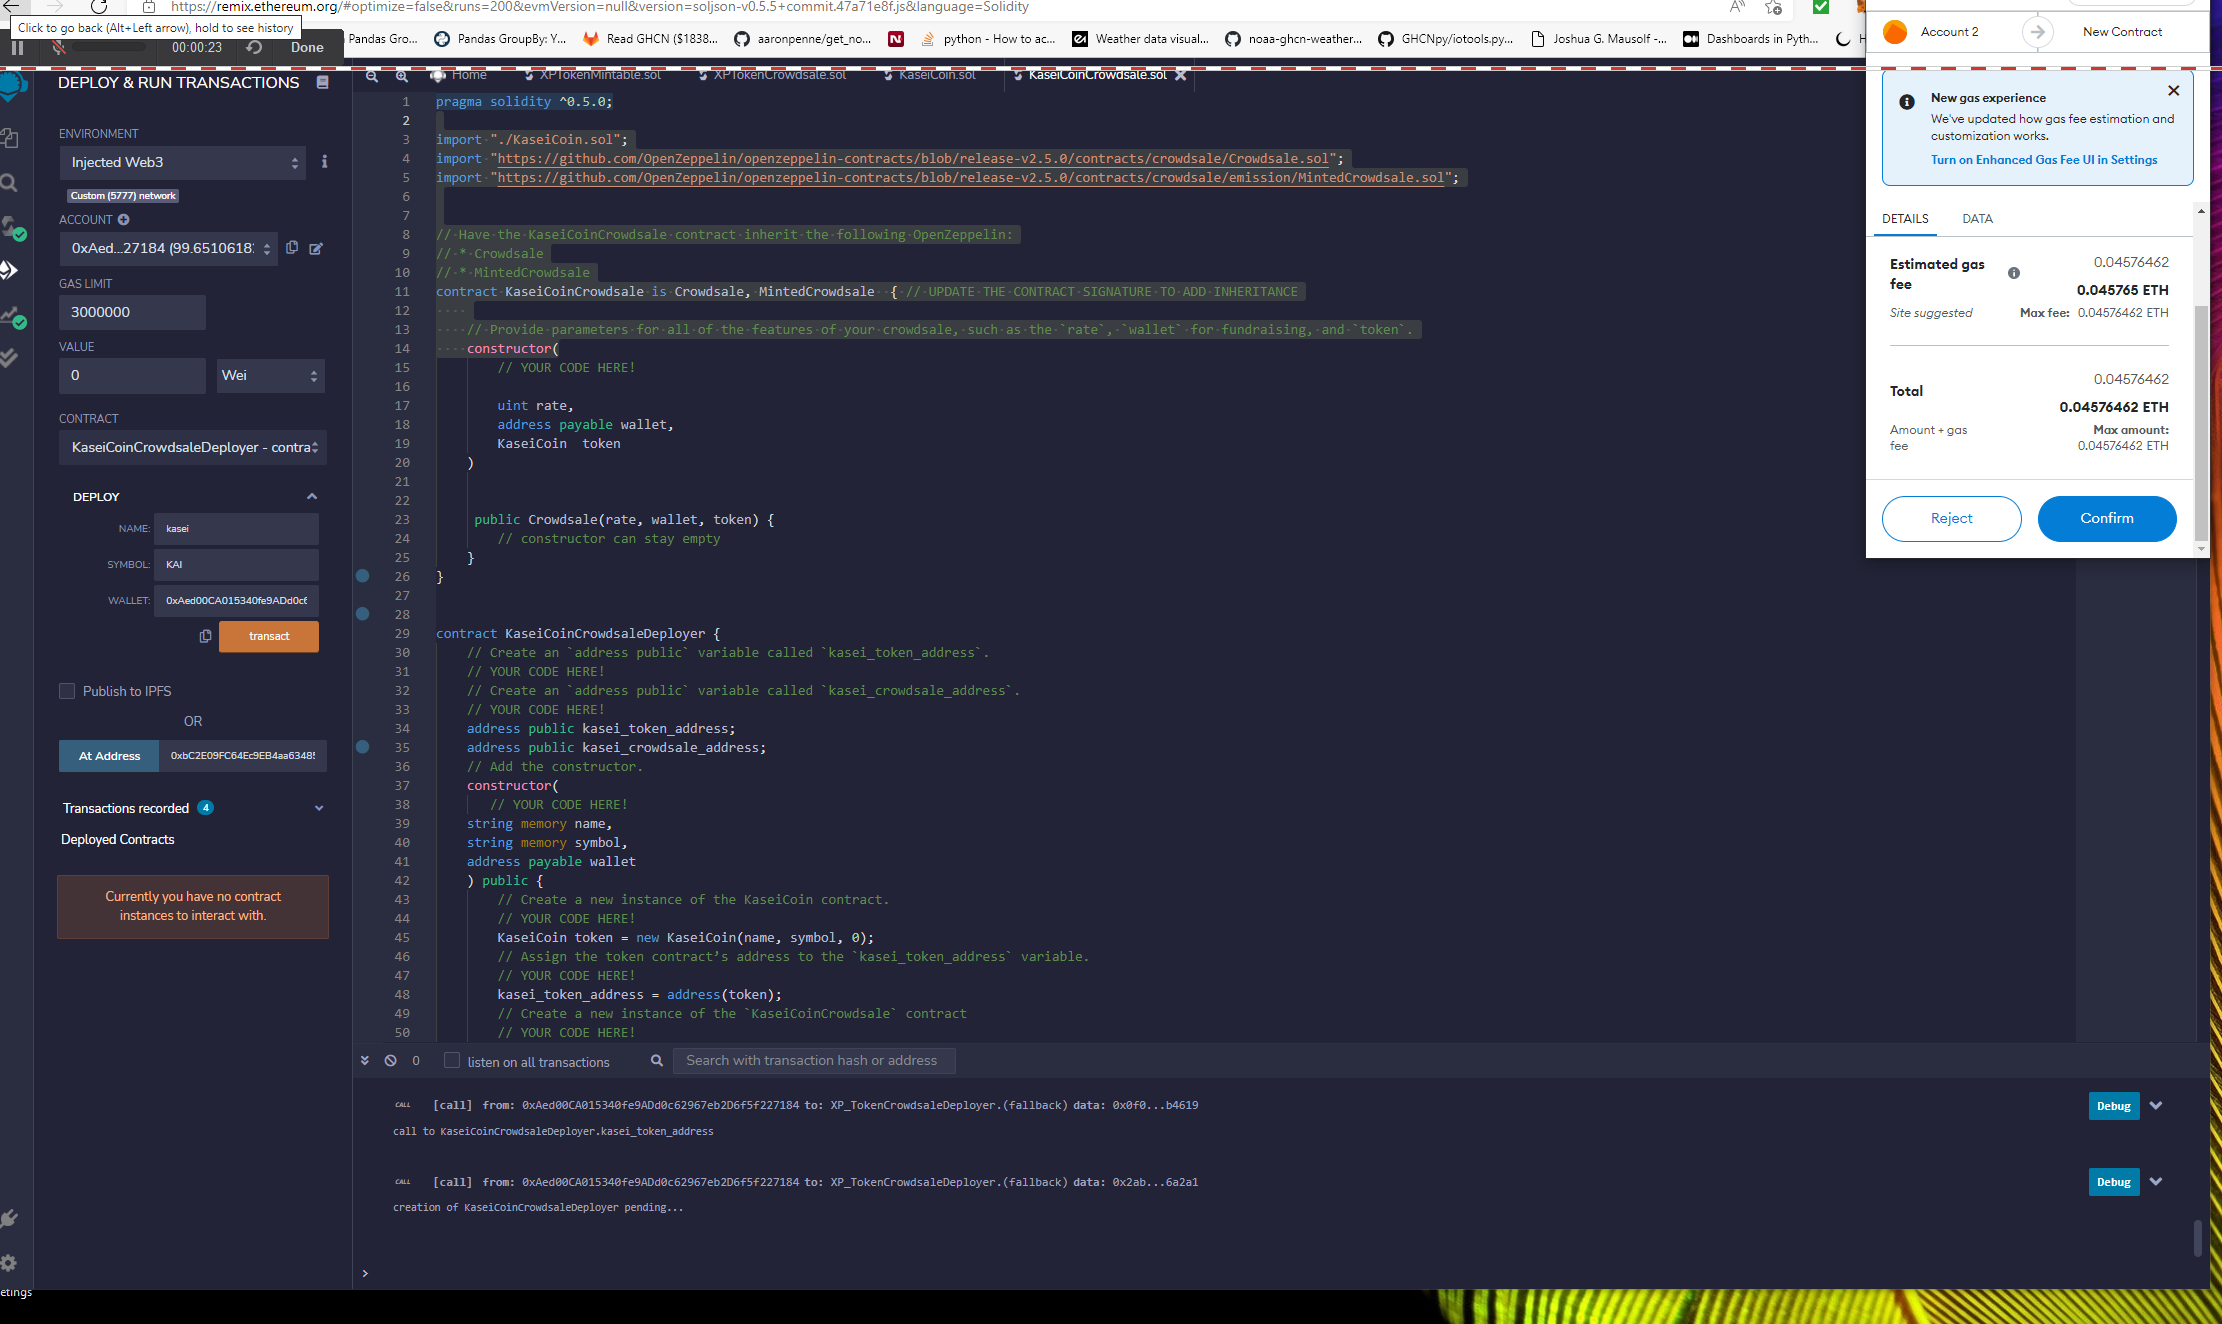 https://remix.ethereum.org/#optimize=false&runs=200&evmVersion=null&version=soljson-v0.5.5+commit.47a71e8f.js&language=Solidity
Click to go back (Alt+Left arrow), hold to see history
00:00:23
Done
Pandas Gro...
Pandas GroupBy: Y...
Read GHCN ($1838...
aaronpenne/get_no...
python - How to ac...
Weather data visual...
noaa-ghcn-weather...
GHCNpy/iotools.py...
Joshua G. Mausolf -...
Dashboards in Pyth...
DEPLOY & RUN TRANSACTIONS
ENVIRONMENT
Injected Web3
Custom (5777) network
ACCOUNT
0xAed...27184 (99.6510618
GAS LIMIT
3000000
VALUE
0
Wei
CONTRACT
KaseiCoinCrowdsaleDeployer - contra
DEPLOY
NAME: kasei
SYMBOL: KAI
WALLET: 0xAed00CA015340fe9ADd0c6
transact
Publish to IPFS
OR
At Address 0xbC2E09FC64Ec9EB4aa6348
Transactions recorded 4
Deployed Contracts
Currently you have no contract
instances to interact with.
etings
Home
XPTokenMintable.sol
XPTokenCrowdsale.sol
KaseiCoin.sol
KaseiCoinCrowdsale.sol
1 pragma solidity ^0.5.0;
2
3 import "./KaseiCoin.sol";
4 import "https://github.com/OpenZeppelin/openzeppelin-contracts/blob/release-v2.5.0/contracts/crowdsale/Crowdsale.sol";
5 import "https://github.com/OpenZeppelin/openzeppelin-contracts/blob/release-v2.5.0/contracts/crowdsale/emission/MintedCrowdsale.sol";
6
7
8 // Have the KaseiCoinCrowdsale contract inherit the following OpenZeppelin:
9 // * Crowdsale
10 // * MintedCrowdsale
11 contract KaseiCoinCrowdsale is Crowdsale, MintedCrowdsale { // UPDATE THE CONTRACT SIGNATURE TO ADD INHERITANCE
12
13 // Provide parameters for all of the features of your crowdsale, such as the `rate`, `wallet` for fundraising, and `token`.
14 constructor(
15 // YOUR CODE HERE!
16
17 uint rate,
18 address payable wallet,
19 KaseiCoin token
20 )
21
22
23 public Crowdsale(rate, wallet, token) {
24 // constructor can stay empty
25 }
26 }
27
28
29 contract KaseiCoinCrowdsaleDeployer {
30 // Create an `address public` variable called `kasei_token_address`.
31 // YOUR CODE HERE!
32 // Create an `address public` variable called `kasei_crowdsale_address`.
33 // YOUR CODE HERE!
34 address public kasei_token_address;
35 address public kasei_crowdsale_address;
36 // Add the constructor.
37 constructor(
38 // YOUR CODE HERE!
39 string memory name,
40 string memory symbol,
41 address payable wallet
42 ) public {
43 // Create a new instance of the KaseiCoin contract.
44 // YOUR CODE HERE!
45 KaseiCoin token = new KaseiCoin(name, symbol, 0);
46 // Assign the token contract's address to the `kasei_token_address` variable.
47 // YOUR CODE HERE!
48 kasei_token_address = address(token);
49 // Create a new instance of the `KaseiCoinCrowdsale` contract
50 // YOUR CODE HERE!
0
listen on all transactions
Search with transaction hash or address
CALL [call] from: 0xAed00CA015340fe9ADd0c62967eb2D6f5f227184 to: XP_TokenCrowdsaleDeployer.(fallback) data: 0x0f0...b4619
Debug
call to KaseiCoinCrowdsaleDeployer.kasei_token_address
CALL [call] from: 0xAed00CA015340fe9ADd0c62967eb2D6f5f227184 to: XP_TokenCrowdsaleDeployer.(fallback) data: 0x2ab...6a2a1
Debug
creation of KaseiCoinCrowdsaleDeployer pending...
>
Account 2
New Contract
New gas experience
We've updated how gas fee estimation and
customization works.
Turn on Enhanced Gas Fee UI in Settings
DETAILS
DATA
Estimated gas
fee
0.04576462
0.045765 ETH
Site suggested
Max fee: 0.04576462 ETH
0.04576462
Total
0.04576462 ETH
Amount + gas
fee
Max amount:
0.04576462 ETH
Reject
Confirm